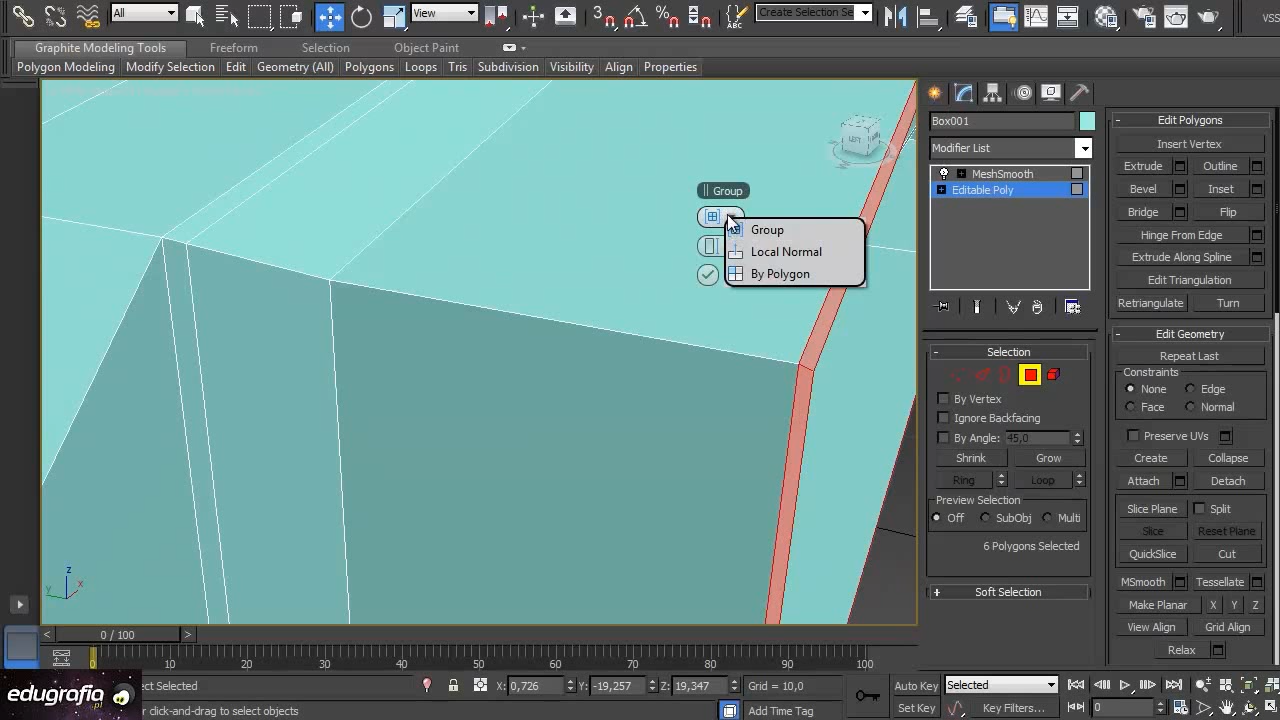 All
View
3
Create Selection Se
Graphite Modeling Tools
Freeform
Selection
Object Paint
Polygon Modeling
Modify Selection
Edit
Geometry (All)
Polygons
Loops
Tris
Subdivision
Visibility
Align
Properties
LEFT
Group
Group
Local Normal
By Polygon
Box001
Modifier List
MeshSmooth
Editable Poly
Selection
By Vertex
Ignore Backfacing
By Angle: 45,0
Shrink
Grow
Ring
Loop
Preview Selection
Off
SubObj
Multi
6 Polygons Selected
Soft Selection
Edit Polygons
Insert Vertex
Extrude
Outline
Bevel
Inset
Bridge
Flip
Hinge From Edge
Extrude Along Spline
Edit Triangulation
Retriangulate
Turn
Edit Geometry
Repeat Last
Constraints
None
Edge
Face
Normal
Preserve UVs
Create
Collapse
Attach
Detach
Slice Plane
Split
Slice
Reset Plane
QuickSlice
Cut
MSmooth
Tessellate
Make Planar
X
Y
Z
View Align
Grid Align
Relax
z
x
y
0 / 100
0
10
20
30
40
50
60
70
80
90
100
edugrafia.pl
ect Selected
X: 0,726
Y: -19,257
Z: 19,347
Grid = 10,0
Auto Key
Selected
click-and-drag to select objects
Add Time Tag
Set Key
Key Filters...
0